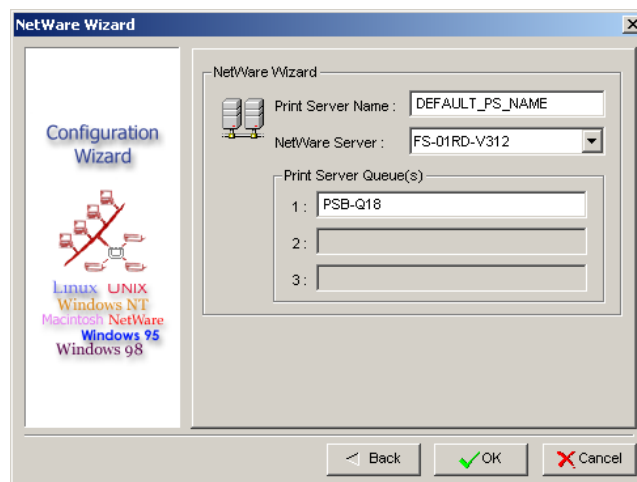 NetWare Wizard
Configuration
Wizard
Linux UNIX
Windows NT
Macintosh NetWare
Windows 95
Windows 98
NetWare Wizard
Print Server Name : DEFAULT_PS_NAME
NetWare Server : FS-01RD-V312
Print Server Queue(s)
1 : PSB-Q18
2 :
3 :
Back
OK
Cancel